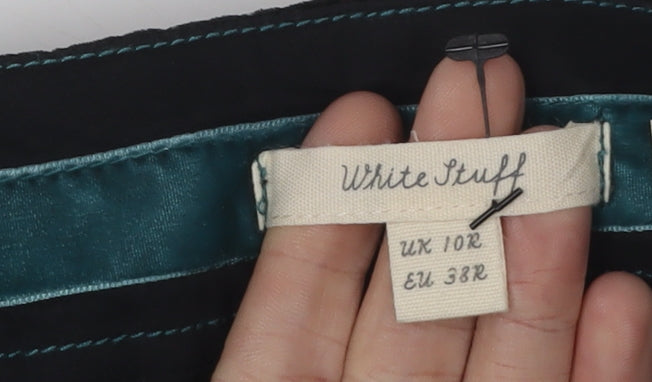 White Stuff
UK 10R
EU 38R